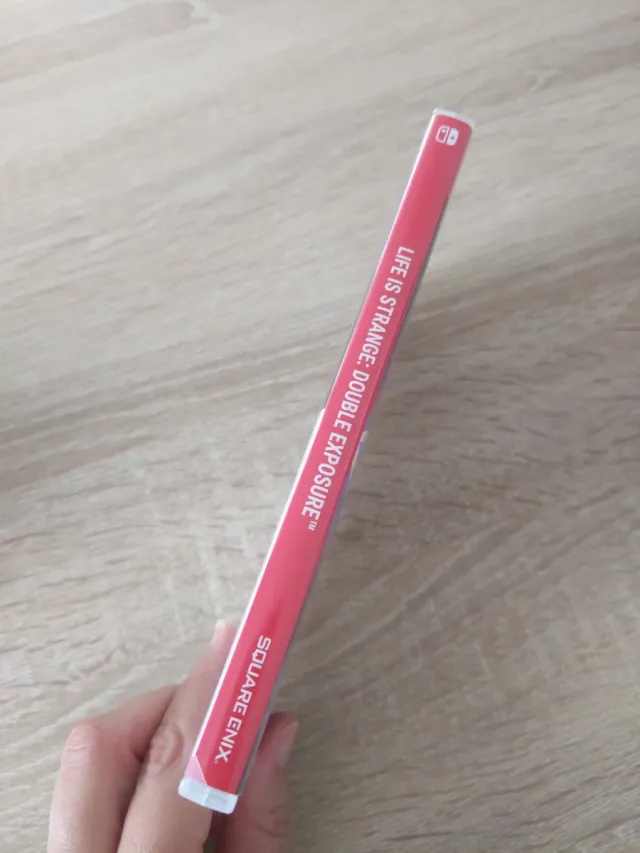 LIFE IS STRANGE: DOUBLE EXPOSURE™
SQUARE ENIX®